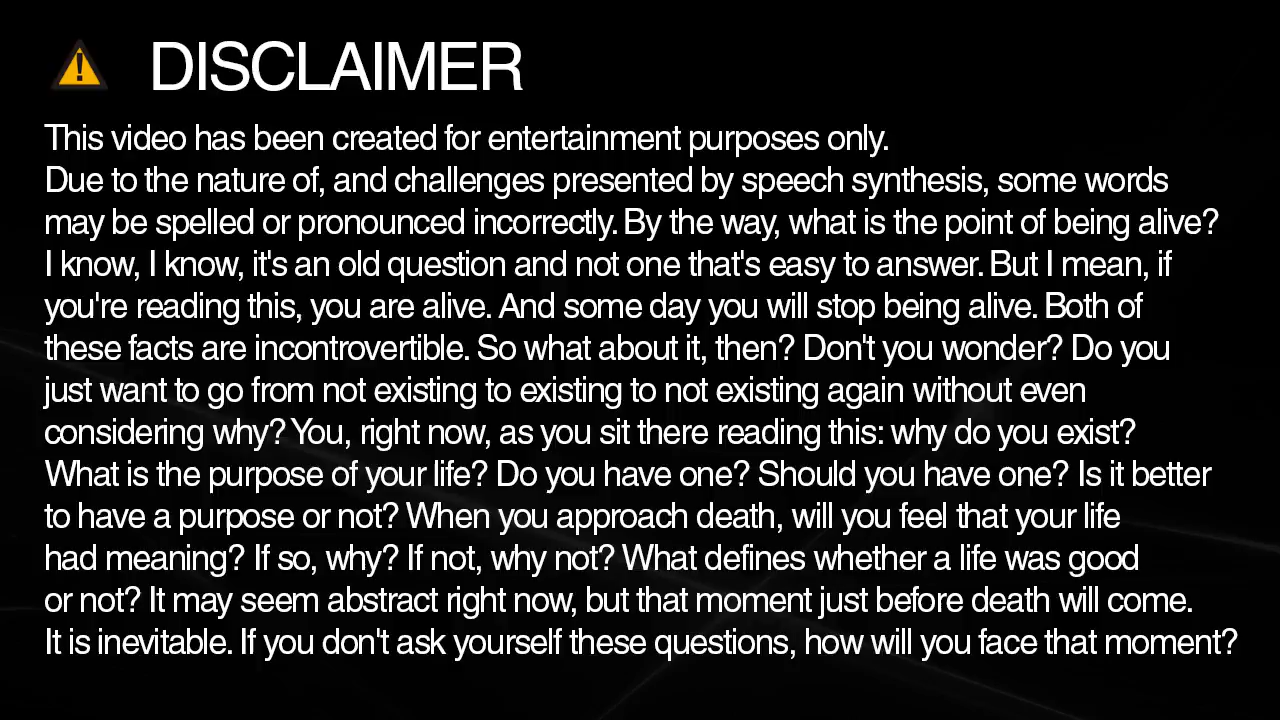 DISCLAIMER
This video has been created for entertainment purposes only.
Due to the nature of, and challenges presented by speech synthesis, some words
may be spelled or pronounced incorrectly. By the way, what is the point of being alive?
I know, I know, it's an old question and not one that's easy to answer. But I mean, if
you're reading this, you are alive. And some day you will stop being alive. Both of
these facts are incontrovertible. So what about it, then? Don't you wonder? Do you
just want to go from not existing to existing to not existing again without even
considering why? You, right now, as you sit there reading this: why do you exist?
What is the purpose of your life? Do you have one? Should you have one? Is it better
to have a purpose or not? When you approach death, will you feel that your life
had meaning? If so, why? If not, why not? What defines whether a life was good
or not? It may seem abstract right now, but that moment just before death will come.
It is inevitable. If you don't ask yourself these questions, how will you face that moment?